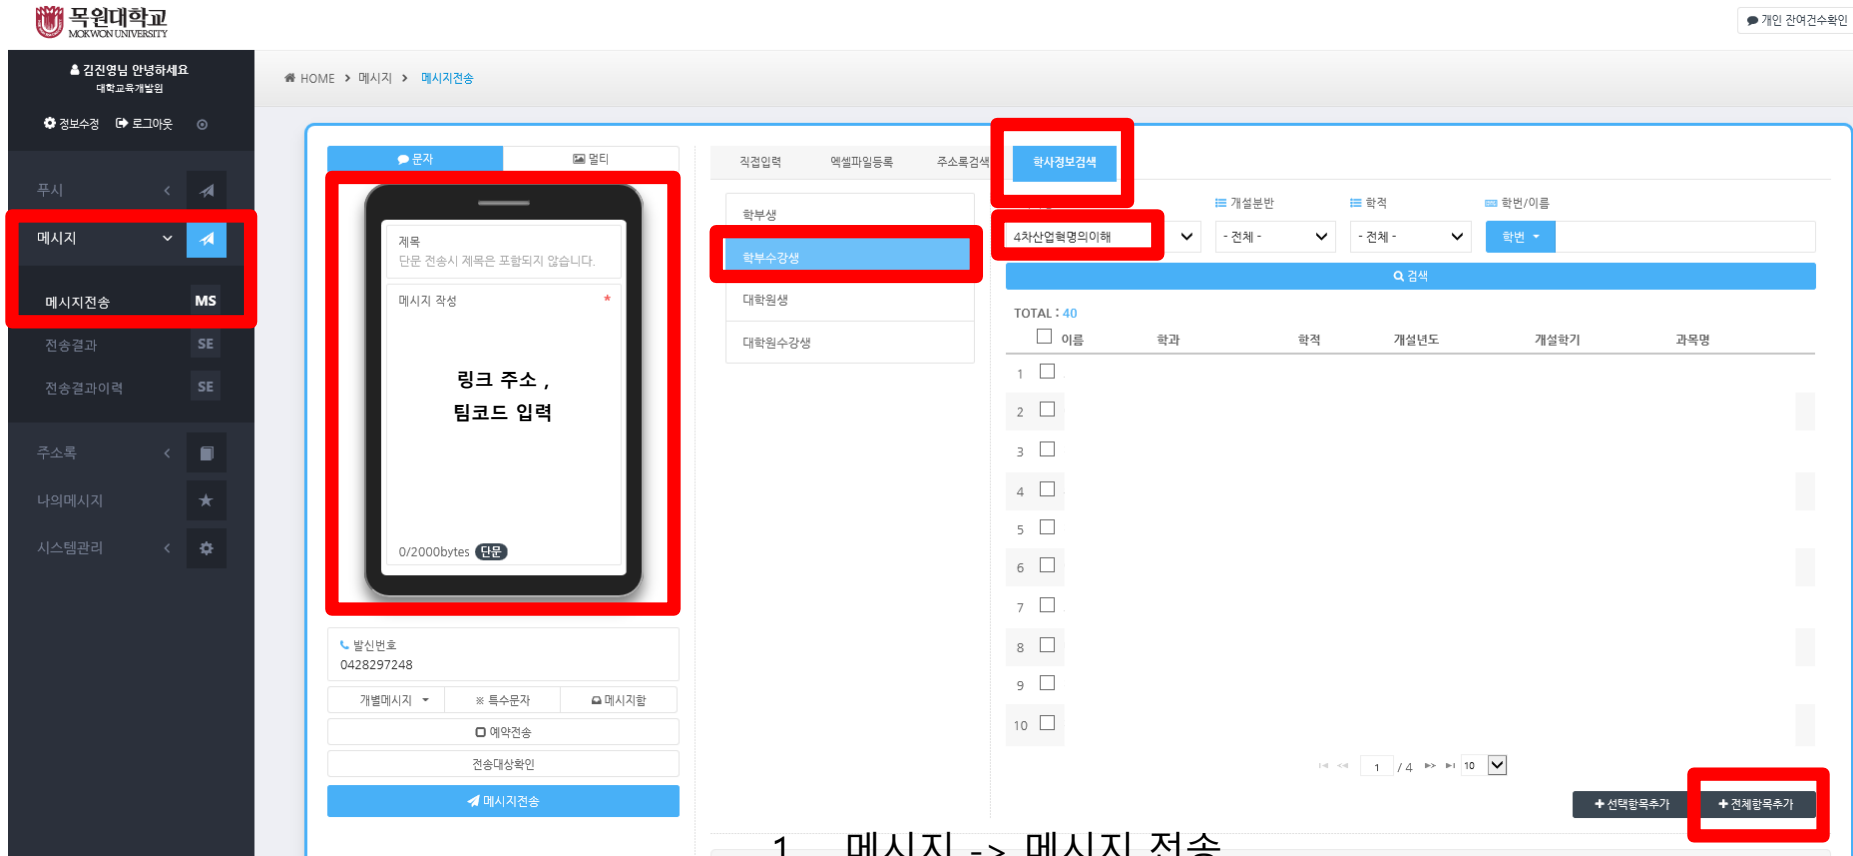 목원대학교
MOKWON UNIVERSITY
개인 잔여건수확인
김진영님 안녕하세요
대학교육개발원
정보수정 로그아웃
HOME > 메시지 > 메시지전송
푸시
메시지
메시지전송 MS
전송결과 SE
전송결과이력 SE
주소록
나의메시지
시스템관리
문자 멀티
제목
단문 전송시 제목은 포함되지 않습니다.
메시지 작성 *
링크 주소 ,
팀코드 입력
0/2000bytes 단문
발신번호
0428297248
개별메시지 ※ 특수문자 메시지함
예약전송
전송대상확인
메시지전송
직접입력 엑셀파일등록 주소록검색 학사정보검색
학부생
학부수강생
대학원생
대학원수강생
개설분반 학적 학번/이름
4차산업혁명의이해 - 전체 - - 전체 - 학번
검색
TOTAL : 40
이름 학과 학적 개설년도 개설학기 과목명
1
2
3
4
5
6
7
8
9
10
1 / 4 10
+ 선택항목추가 + 전체항목추가
1. 메시지 -> 메시지 전송